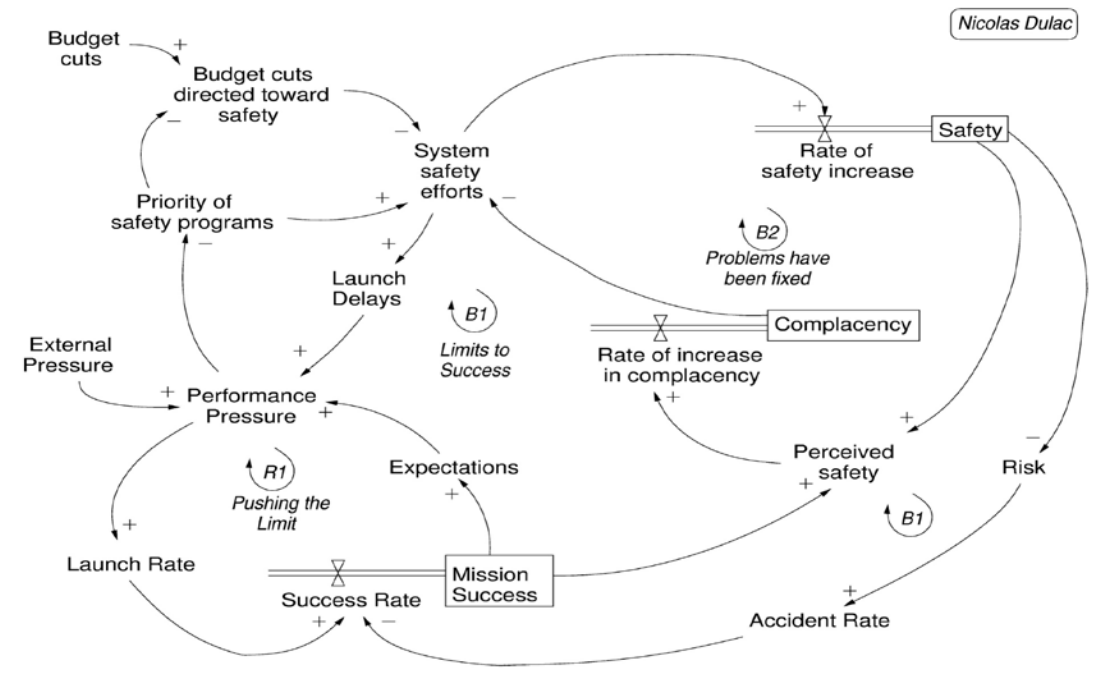 Nicolas Dulac
Budget
cuts
+
Budget cuts
directed toward
safety
−
−
+
Rate of
safety increase
Safety
System
safety
efforts
+
−
Priority of
safety programs
−
B2
Problems have
been fixed
+
Launch
Delays
B1
Limits to
Success
Complacency
Rate of increase
in complacency
+
External
Pressure
+
+
Performance
Pressure
+
+
Perceived
safety
+
−
Risk
R1
Pushing the
Limit
Expectations
+
B1
+
Launch Rate
Success Rate
+
−
Mission
Success
+
Accident Rate